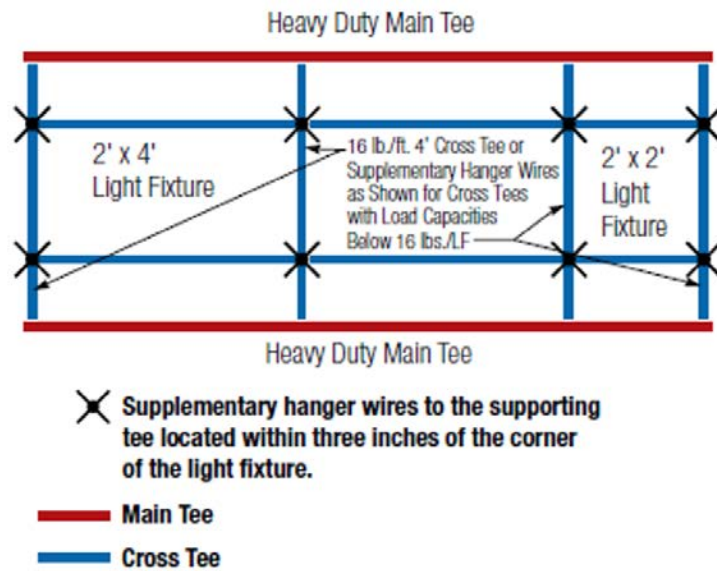 Heavy Duty Main Tee
2' x 4'
Light Fixture
16 lb./ft. 4' Cross Tee or
Supplementary Hanger Wires
as Shown for Cross Tees
with Load Capacities
Below 16 lbs./LF
2' x 2'
Light
Fixture
Heavy Duty Main Tee
Supplementary hanger wires to the supporting
tee located within three inches of the corner
of the light fixture.
Main Tee
Cross Tee